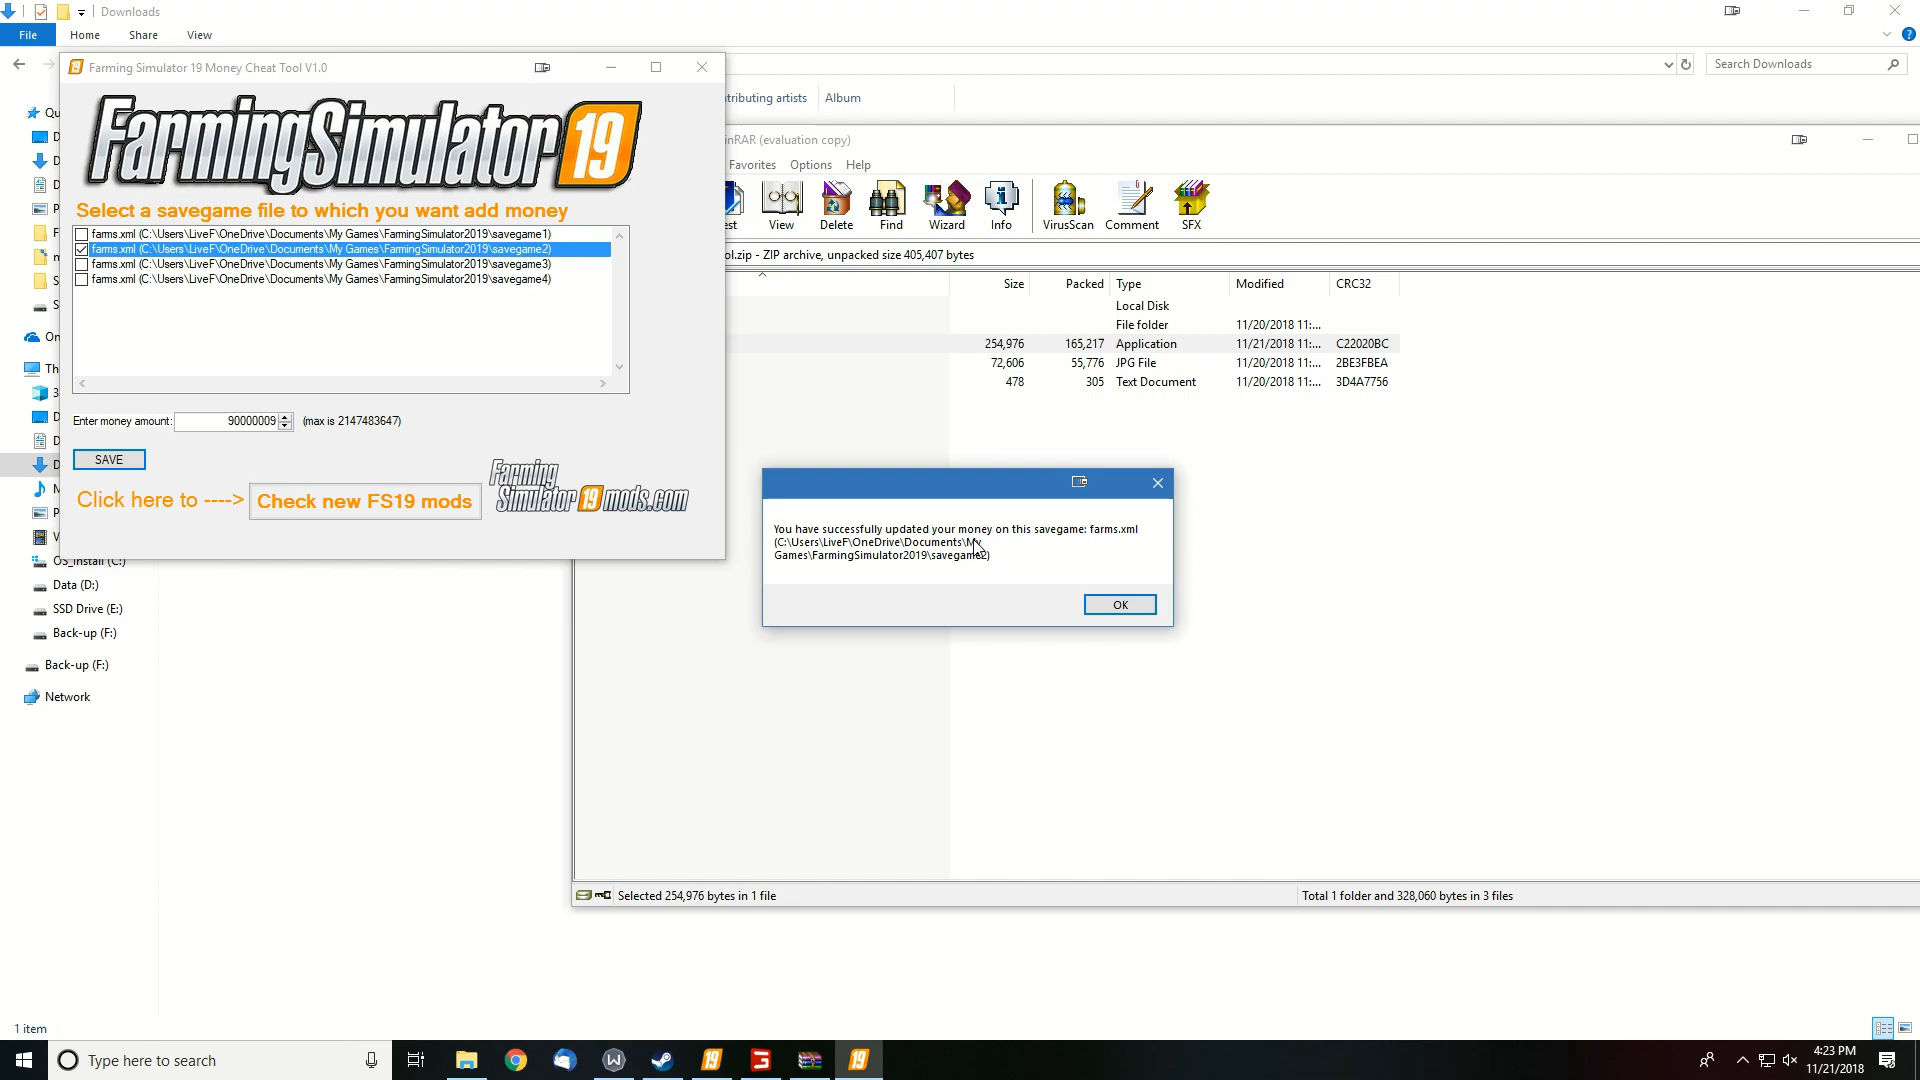 Downloads
File
Home
Share
View
Search Downloads
Farming Simulator 19 Money Cheat Tool V1.0
Album
FarmingSimulator 19
Select a savegame file to which you want add money
farms.xml (C:\Users\LiveF\OneDrive\Documents\My Games\FarmingSimulator2019\savegame1)
farms.xml (C:\Users\LiveF\OneDrive\Documents\My Games\FarmingSimulator2019\savegame2)
farms.xml (C:\Users\LiveF\OneDrive\Documents\My Games\FarmingSimulator2019\savegame3)
farms.xml (C:\Users\LiveF\OneDrive\Documents\My Games\FarmingSimulator2019\savegame4)
Enter money amount: 90000009 (max is 2147483647)
SAVE
Click here to ----> Check new FS19 mods
Farming
Simulator19mods.com
tributing artists
inRAR (evaluation copy)
Favorites
Options
Help
est
View
Delete
Find
Wizard
Info
VirusScan
Comment
SFX
ol.zip - ZIP archive, unpacked size 405,407 bytes
Size Packed Type Modified CRC32
Local Disk
File folder 11/20/2018 11:...
254,976 165,217 Application 11/21/2018 11:... C22020BC
72,606 55,776 JPG File 11/20/2018 11:... 2BE3FBEA
478 305 Text Document 11/20/2018 11:... 3D4A7756
You have successfully updated your money on this savegame: farms.xml
(C:\Users\LiveF\OneDrive\Documents\My
Games\FarmingSimulator2019\savegame2)
OK
Selected 254,976 bytes in 1 file
Total 1 folder and 328,060 bytes in 3 files
Qu
D
D
D
P
F
m
S
S
On
Th
3
D
D
D
M
P
V
OS_Install (C:)
Data (D:)
SSD Drive (E:)
Back-up (F:)
Back-up (F:)
Network
1 item
Type here to search
4:23 PM
11/21/2018